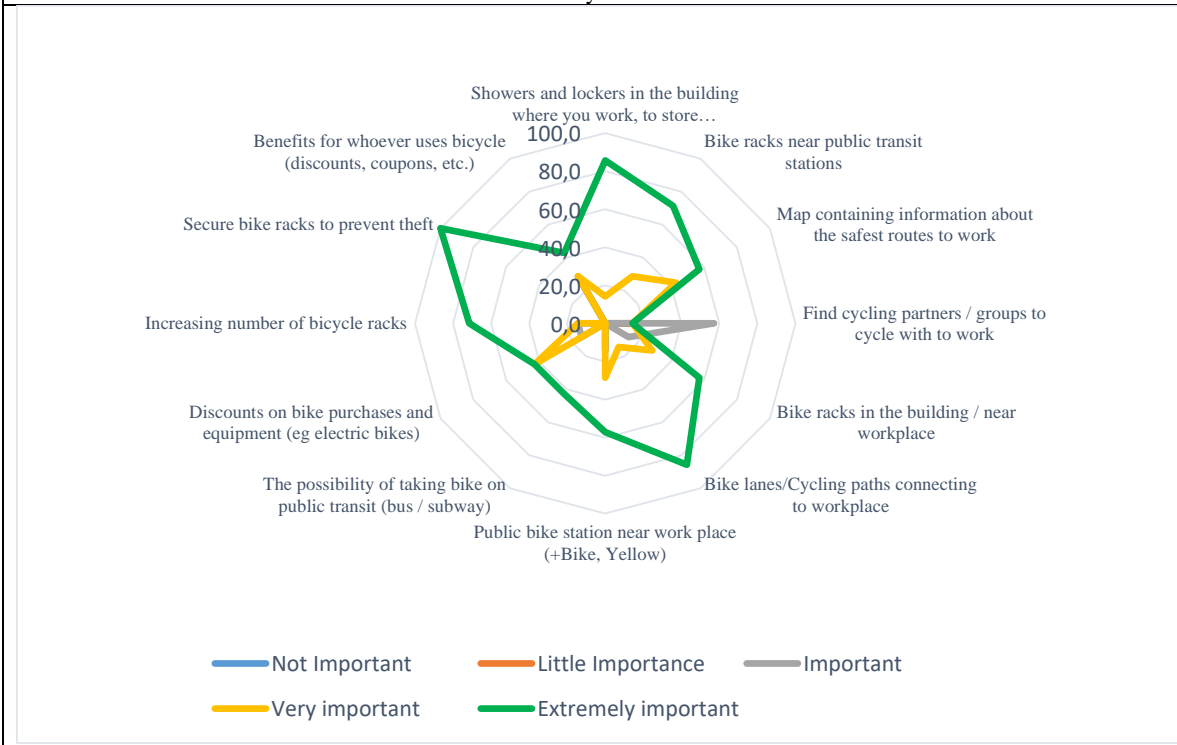 Showers and lockers in the building
where you work, to store…
Benefits for whoever uses bicycle
(discounts, coupons, etc.)
Bike racks near public transit
stations
100,0
80,0
60,0
40,0
20,0
0,0
Secure bike racks to prevent theft
Map containing information about
the safest routes to work
Increasing number of bicycle racks
Find cycling partners / groups to
cycle with to work
Discounts on bike purchases and
equipment (eg electric bikes)
Bike racks in the building / near
workplace
The possibility of taking bike on
public transit (bus / subway)
Bike lanes/Cycling paths connecting
to workplace
Public bike station near work place
(+Bike, Yellow)
Not Important
Little Importance
Important
Very important
Extremely important